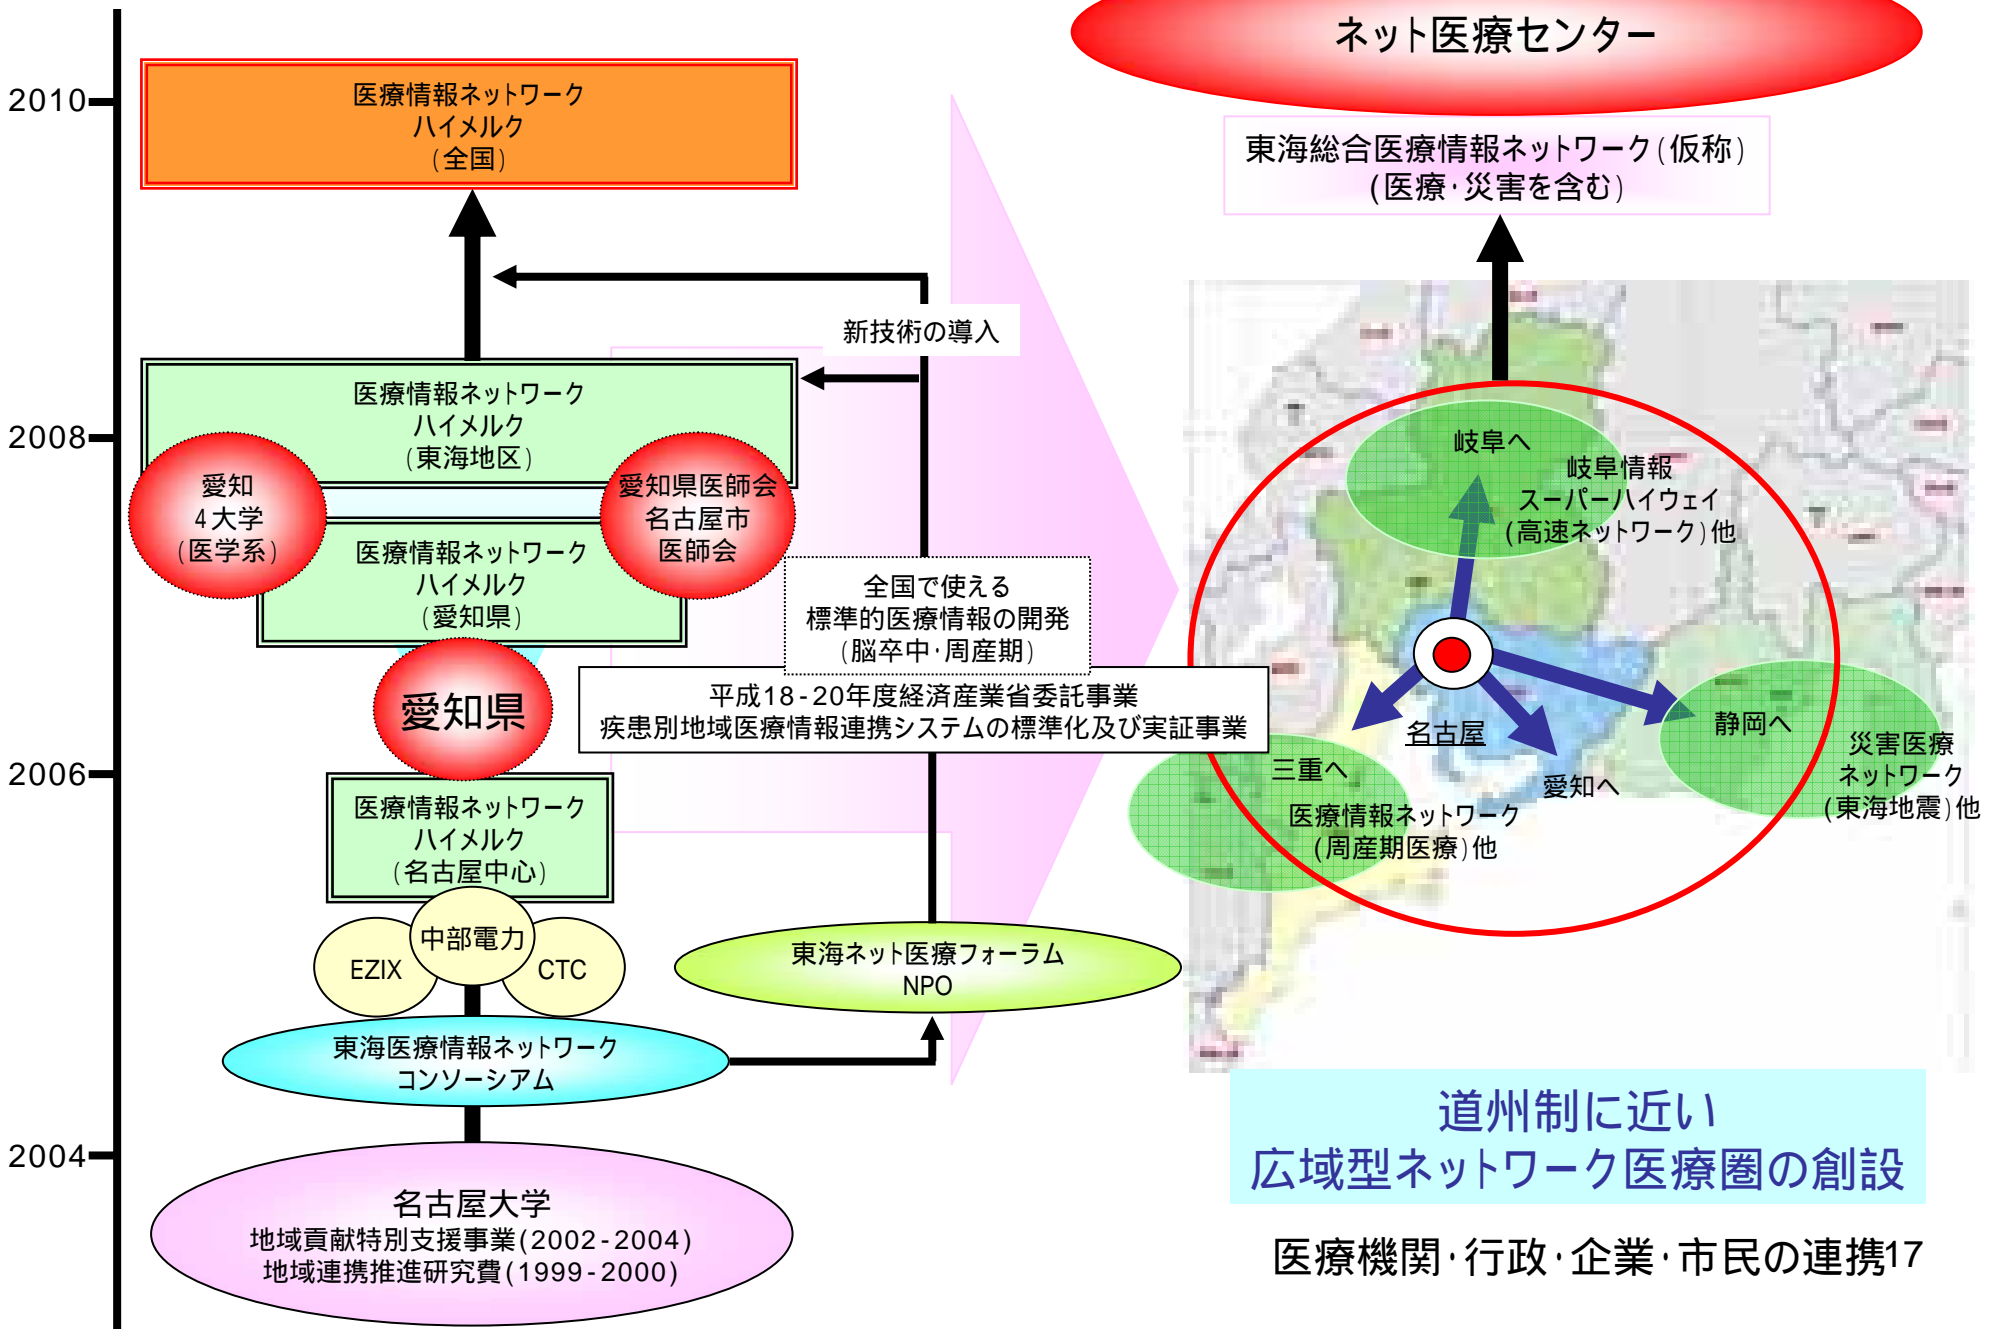 ネット医療センター
2010
医療情報ネットワーク
ハイメルク
(全国)
東海総合医療情報ネットワーク(仮称)
(医療・災害を含む)
新技術の導入
2008
医療情報ネットワーク
ハイメルク
(東海地区)
愛知
4大学
(医学系)
愛知県医師会
名古屋市
医師会
医療情報ネットワーク
ハイメルク
(愛知県)
全国で使える
標準的医療情報の開発
(脳卒中・周産期)
平成18-20年度経済産業省委託事業
疾患別地域医療情報連携システムの標準化及び実証事業
愛知県
2006
医療情報ネットワーク
ハイメルク
(名古屋中心)
中部電力
EZIX
CTC
東海ネット医療フォーラム
NPO
東海医療情報ネットワーク
コンソーシアム
2004
名古屋大学
地域貢献特別支援事業(2002-2004)
地域連携推進研究費(1999-2000)
岐阜へ
岐阜情報
スーパーハイウェイ
(高速ネットワーク)他
名古屋
静岡へ
災害医療
ネットワーク
(東海地震)他
三重へ
愛知へ
医療情報ネットワーク
(周産期医療)他
道州制に近い
広域型ネットワーク医療圏の創設
医療機関・行政・企業・市民の連携17